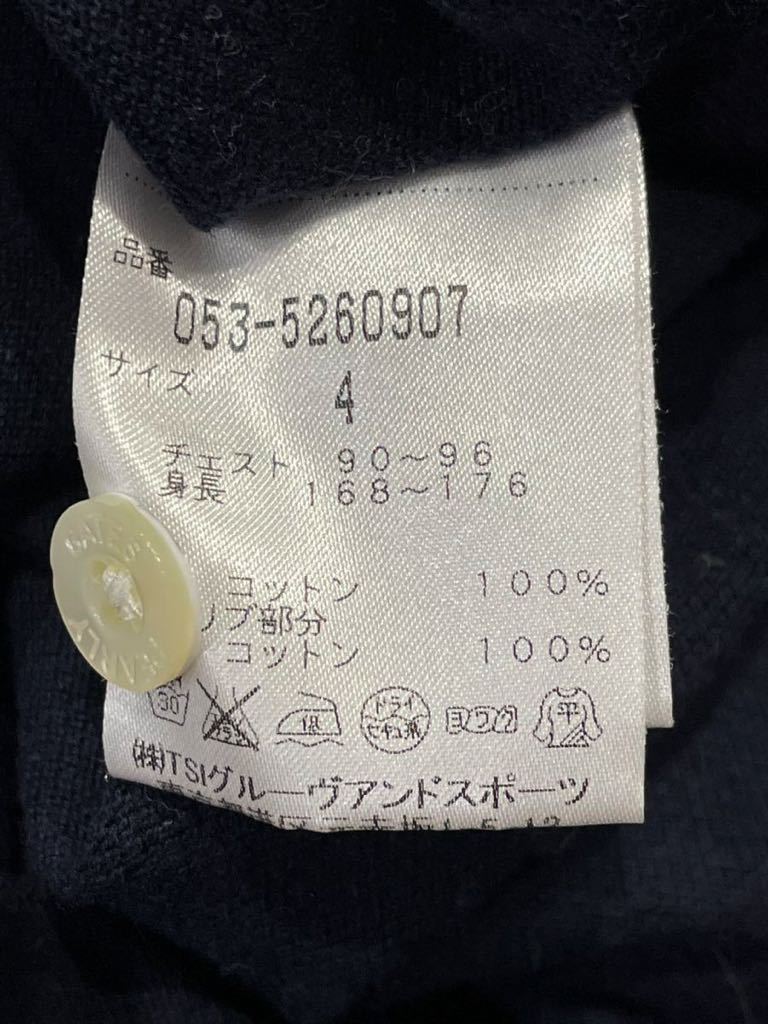 品番
053-5260907
サイズ
4
チェスト 90～96
身長 168～176
コットン 100%
リブ部分
コットン 100%
30
低
ドライ
セキユ系
ヨワク
平
(株)TSIグルーヴアンドスポーツ